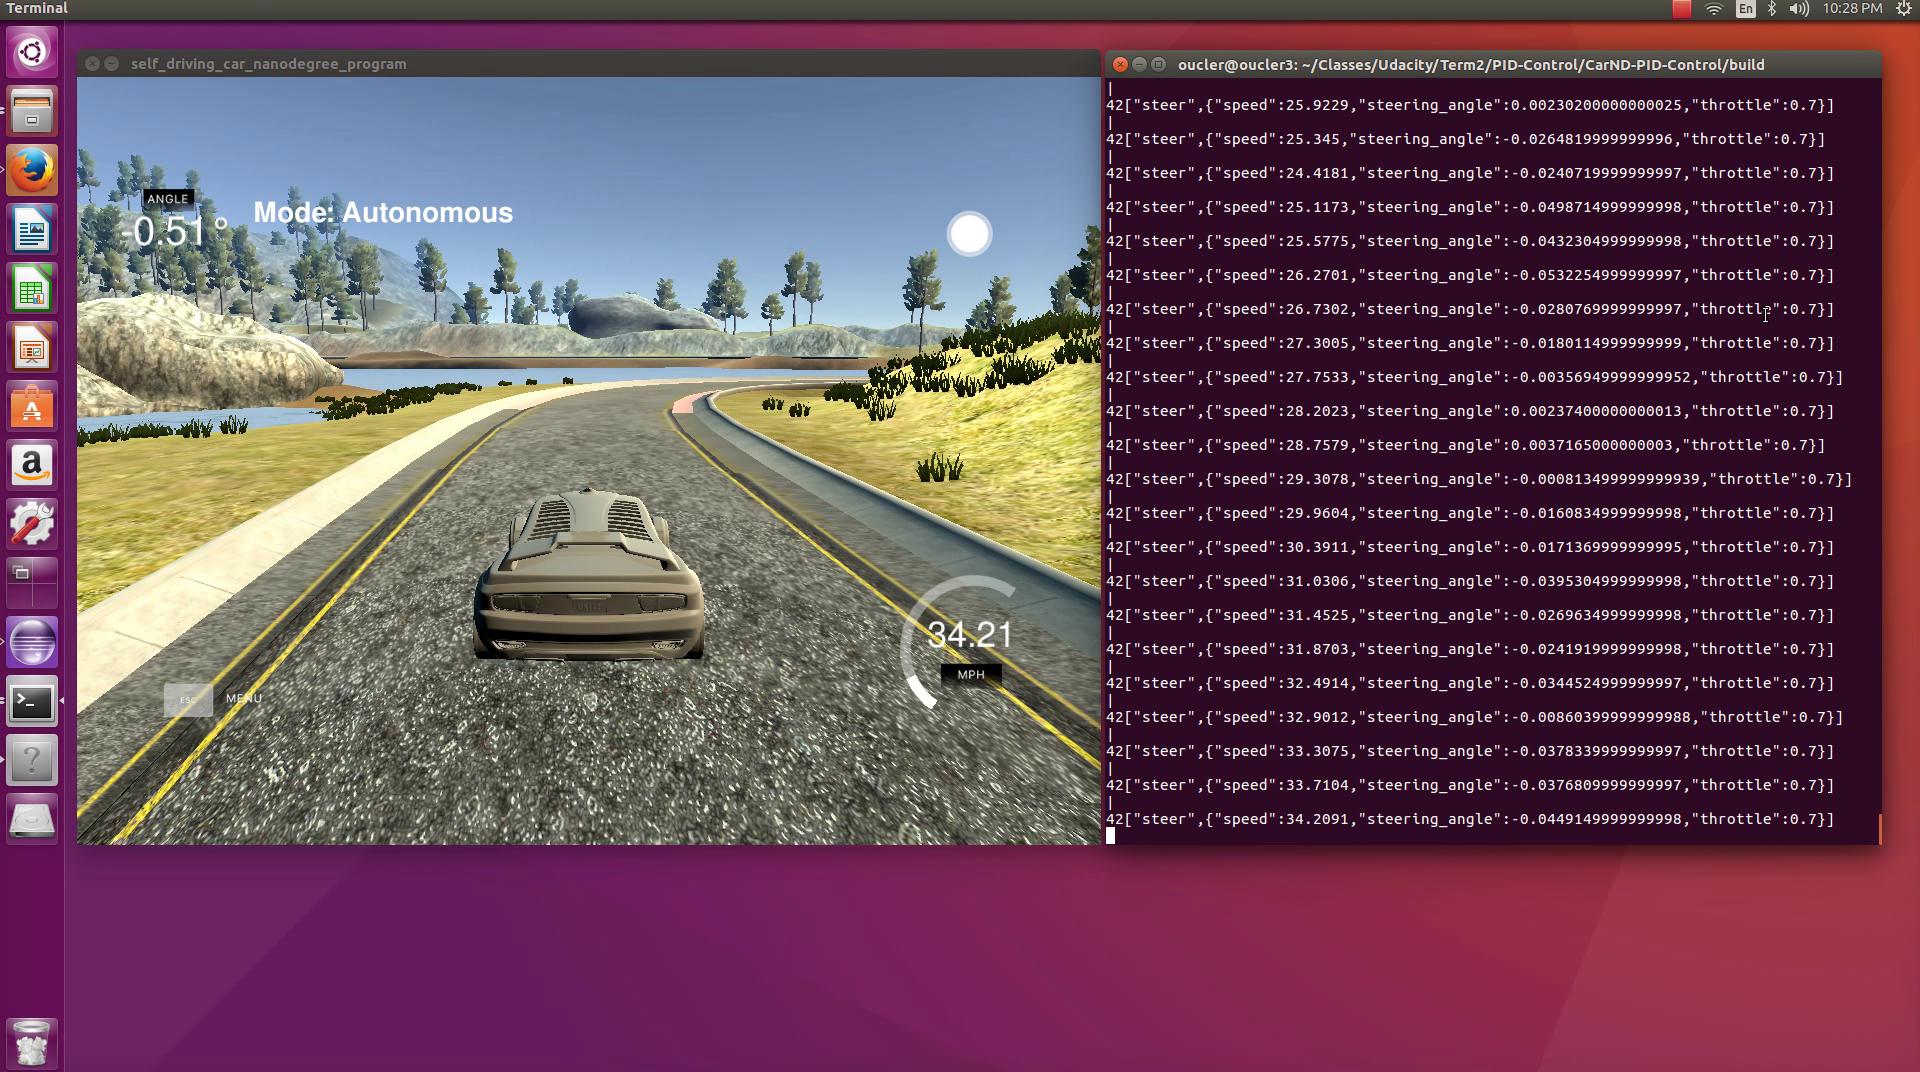 Terminal
En
10:28 PM
self_driving_car_nanodegree_program
ANGLE
-0.51°
Mode: Autonomous
34.21
MPH
ESC
MENU
a
>_
?
oucler@oucler3: ~/Classes/Udacity/Term2/PID-Control/CarND-PID-Control/build
|
42["steer",{"speed":25.9229,"steering_angle":0.00230200000000025,"throttle":0.7}]
|
42["steer",{"speed":25.345,"steering_angle":-0.0264819999999996,"throttle":0.7}]
|
42["steer",{"speed":24.4181,"steering_angle":-0.0240719999999997,"throttle":0.7}]
|
42["steer",{"speed":25.1173,"steering_angle":-0.0498714999999998,"throttle":0.7}]
|
42["steer",{"speed":25.5775,"steering_angle":-0.0432304999999998,"throttle":0.7}]
|
42["steer",{"speed":26.2701,"steering_angle":-0.0532254999999997,"throttle":0.7}]
|
42["steer",{"speed":26.7302,"steering_angle":-0.0280769999999997,"throttle":0.7}]
|
42["steer",{"speed":27.3005,"steering_angle":-0.0180114999999999,"throttle":0.7}]
|
42["steer",{"speed":27.7533,"steering_angle":-0.00356949999999952,"throttle":0.7}]
|
42["steer",{"speed":28.2023,"steering_angle":0.00237400000000013,"throttle":0.7}]
|
42["steer",{"speed":28.7579,"steering_angle":0.0037165000000003,"throttle":0.7}]
|
42["steer",{"speed":29.3078,"steering_angle":-0.000813499999999939,"throttle":0.7}]
|
42["steer",{"speed":29.9604,"steering_angle":-0.0160834999999998,"throttle":0.7}]
|
42["steer",{"speed":30.3911,"steering_angle":-0.0171369999999995,"throttle":0.7}]
|
42["steer",{"speed":31.0306,"steering_angle":-0.0395304999999998,"throttle":0.7}]
|
42["steer",{"speed":31.4525,"steering_angle":-0.0269634999999998,"throttle":0.7}]
|
42["steer",{"speed":31.8703,"steering_angle":-0.0241919999999998,"throttle":0.7}]
|
42["steer",{"speed":32.4914,"steering_angle":-0.0344524999999997,"throttle":0.7}]
|
42["steer",{"speed":32.9012,"steering_angle":-0.00860399999999988,"throttle":0.7}]
|
42["steer",{"speed":33.3075,"steering_angle":-0.0378339999999997,"throttle":0.7}]
|
42["steer",{"speed":33.7104,"steering_angle":-0.0376809999999997,"throttle":0.7}]
|
42["steer",{"speed":34.2091,"steering_angle":-0.0449149999999998,"throttle":0.7}]